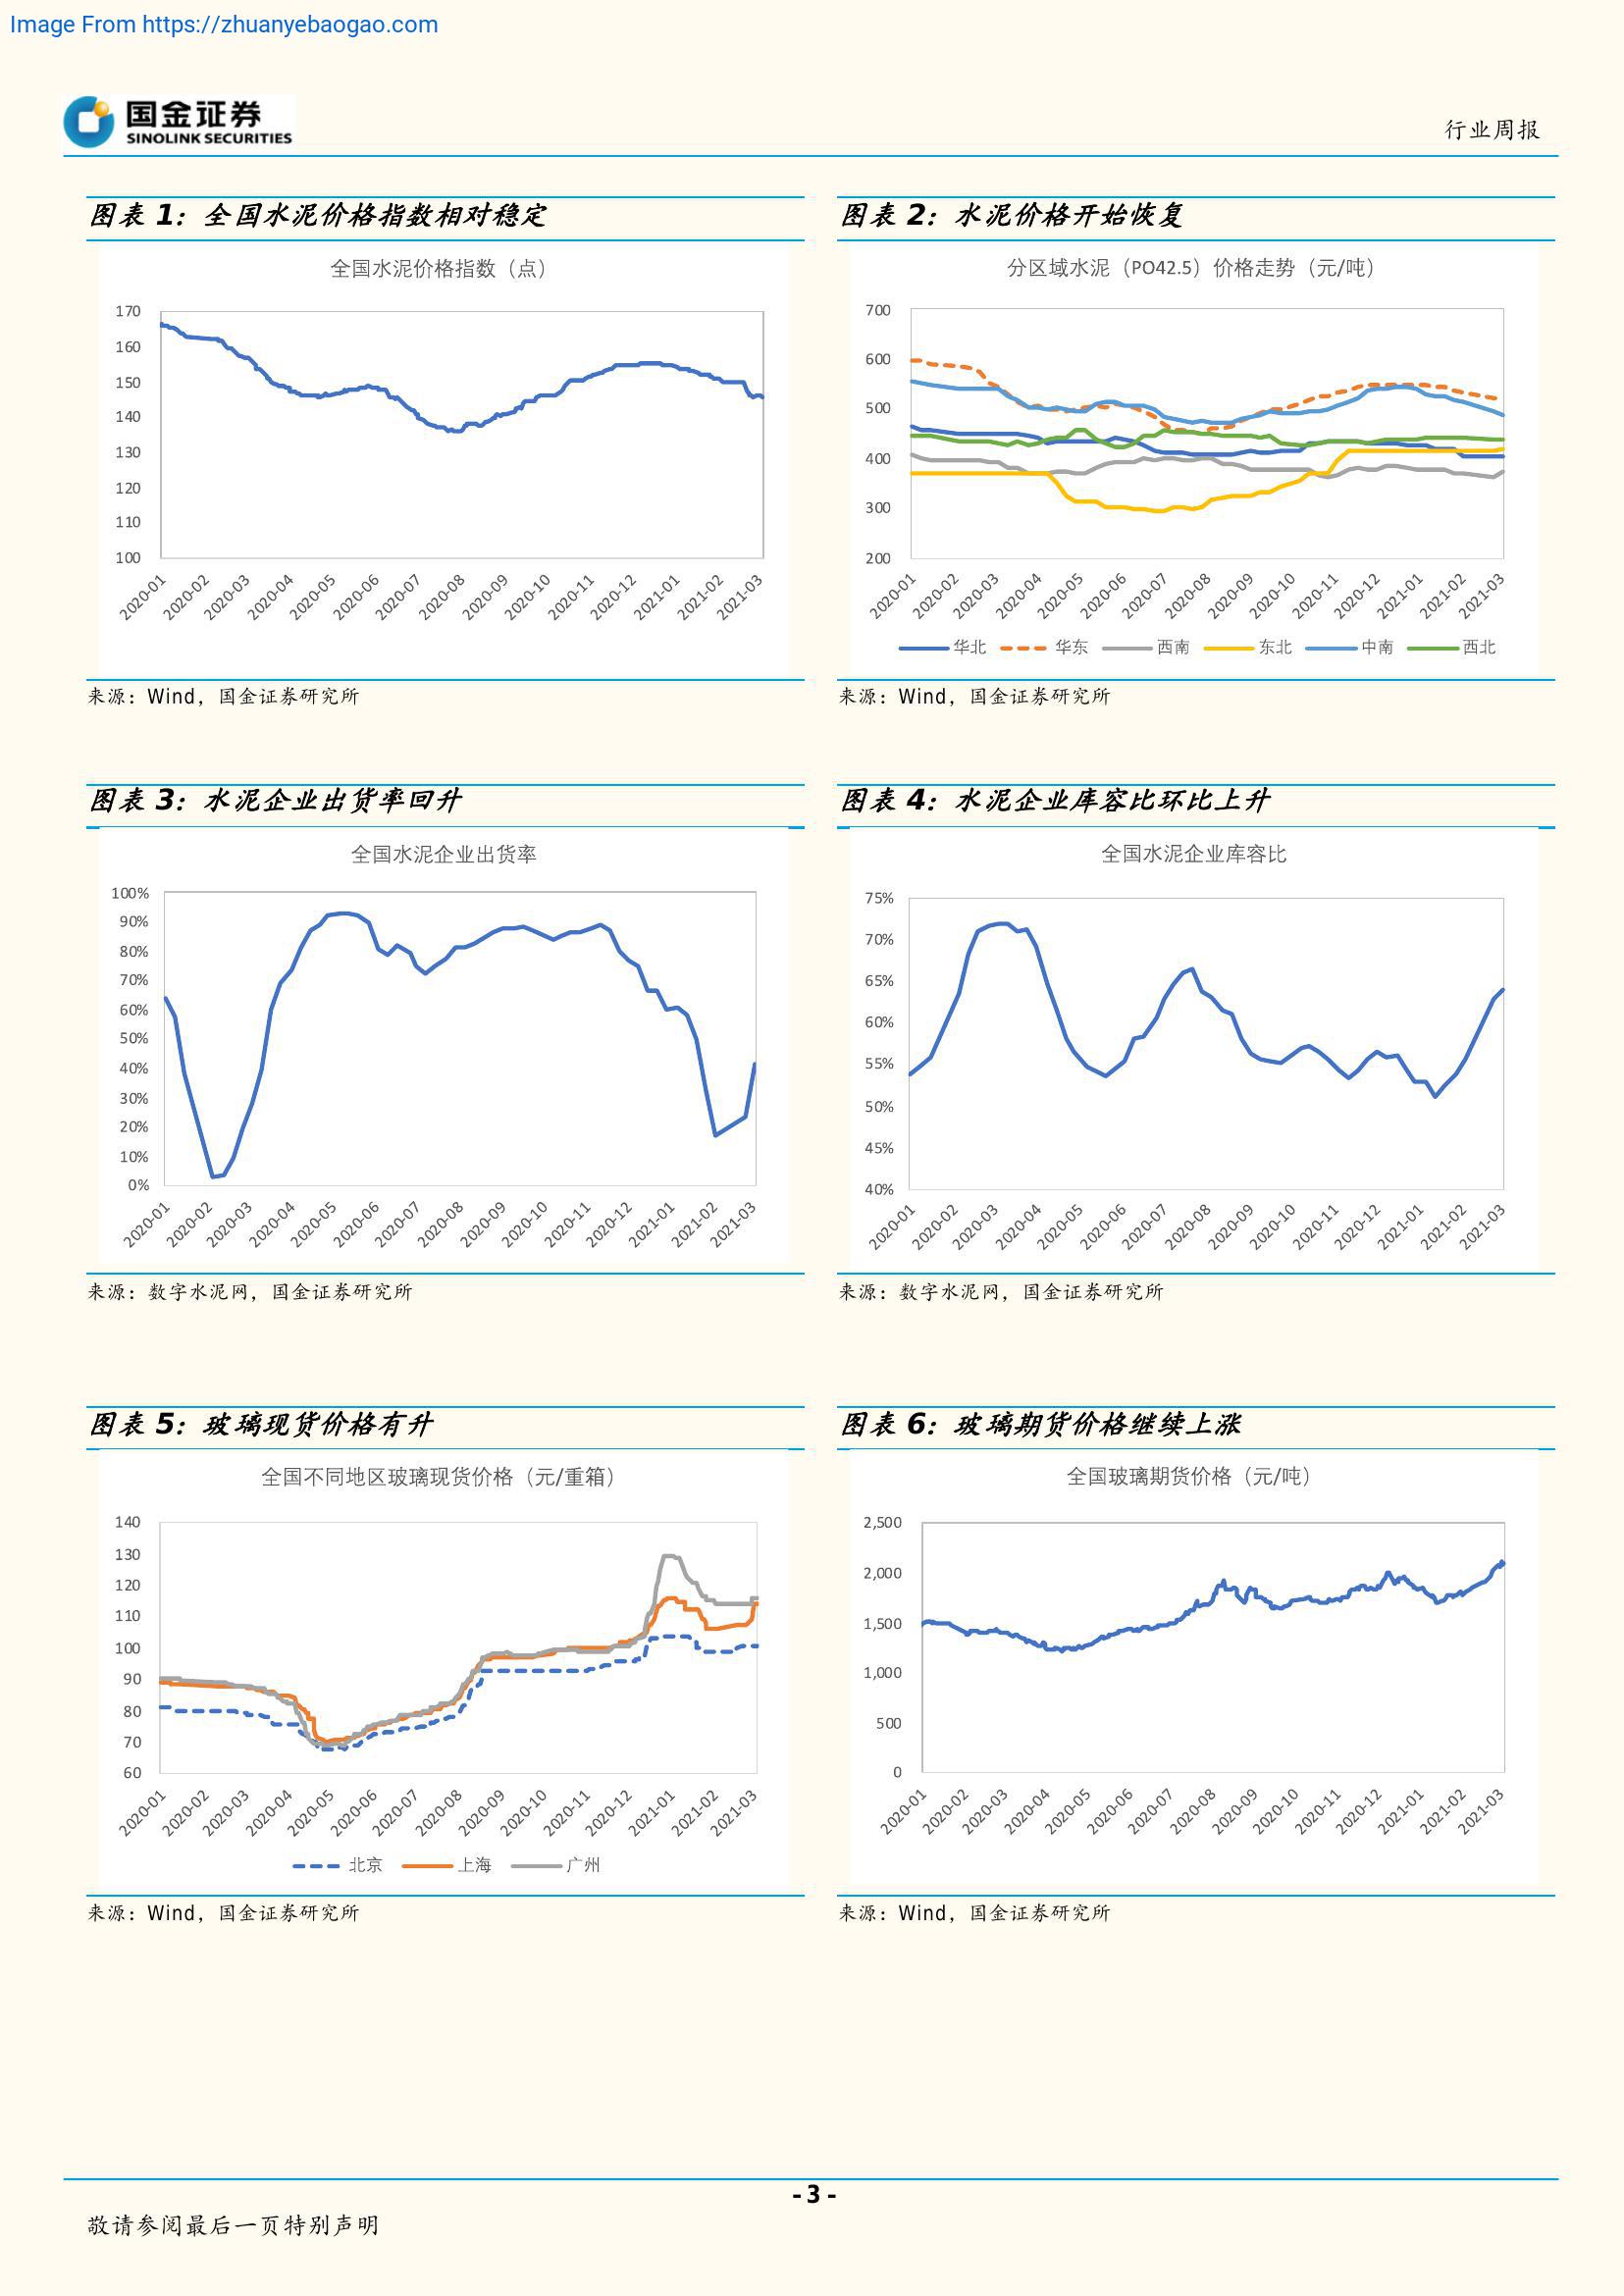 Image From https://zhuanyebaogao.com
国金证券
SINOLINK SECURITIES
行业周报
图表 1：全国水泥价格指数相对稳定
全国水泥价格指数（点）
170
160
150
140
130
120
110
100
2020-01 2020-02 2020-03 2020-04 2020-05 2020-06 2020-07 2020-08 2020-09 2020-10 2020-11 2020-12 2021-01 2021-02 2021-03
来源：Wind，国金证券研究所
图表 2：水泥价格开始恢复
分区域水泥（PO42.5）价格走势（元/吨）
700
600
500
400
300
200
2020-01 2020-02 2020-03 2020-04 2020-05 2020-06 2020-07 2020-08 2020-09 2020-10 2020-11 2020-12 2021-01 2021-02 2021-03
华北 华东 西南 东北 中南 西北
来源：Wind，国金证券研究所
图表 3：水泥企业出货率回升
全国水泥企业出货率
100%
90%
80%
70%
60%
50%
40%
30%
20%
10%
0%
2020-01 2020-02 2020-03 2020-04 2020-05 2020-06 2020-07 2020-08 2020-09 2020-10 2020-11 2020-12 2021-01 2021-02 2021-03
来源：数字水泥网，国金证券研究所
图表 4：水泥企业库容比环比上升
全国水泥企业库容比
75%
70%
65%
60%
55%
50%
45%
40%
2020-01 2020-02 2020-03 2020-04 2020-05 2020-06 2020-07 2020-08 2020-09 2020-10 2020-11 2020-12 2021-01 2021-02 2021-03
来源：数字水泥网，国金证券研究所
图表 5：玻璃现货价格有升
全国不同地区玻璃现货价格（元/重箱）
140
130
120
110
100
90
80
70
60
2020-01 2020-02 2020-03 2020-04 2020-05 2020-06 2020-07 2020-08 2020-09 2020-10 2020-11 2020-12 2021-01 2021-02 2021-03
北京 上海 广州
来源：Wind，国金证券研究所
图表 6：玻璃期货价格继续上涨
全国玻璃期货价格（元/吨）
2,500
2,000
1,500
1,000
500
0
2020-01 2020-02 2020-03 2020-04 2020-05 2020-06 2020-07 2020-08 2020-09 2020-10 2020-11 2020-12 2021-01 2021-02 2021-03
来源：Wind，国金证券研究所
- 3 -
敬请参阅最后一页特别声明